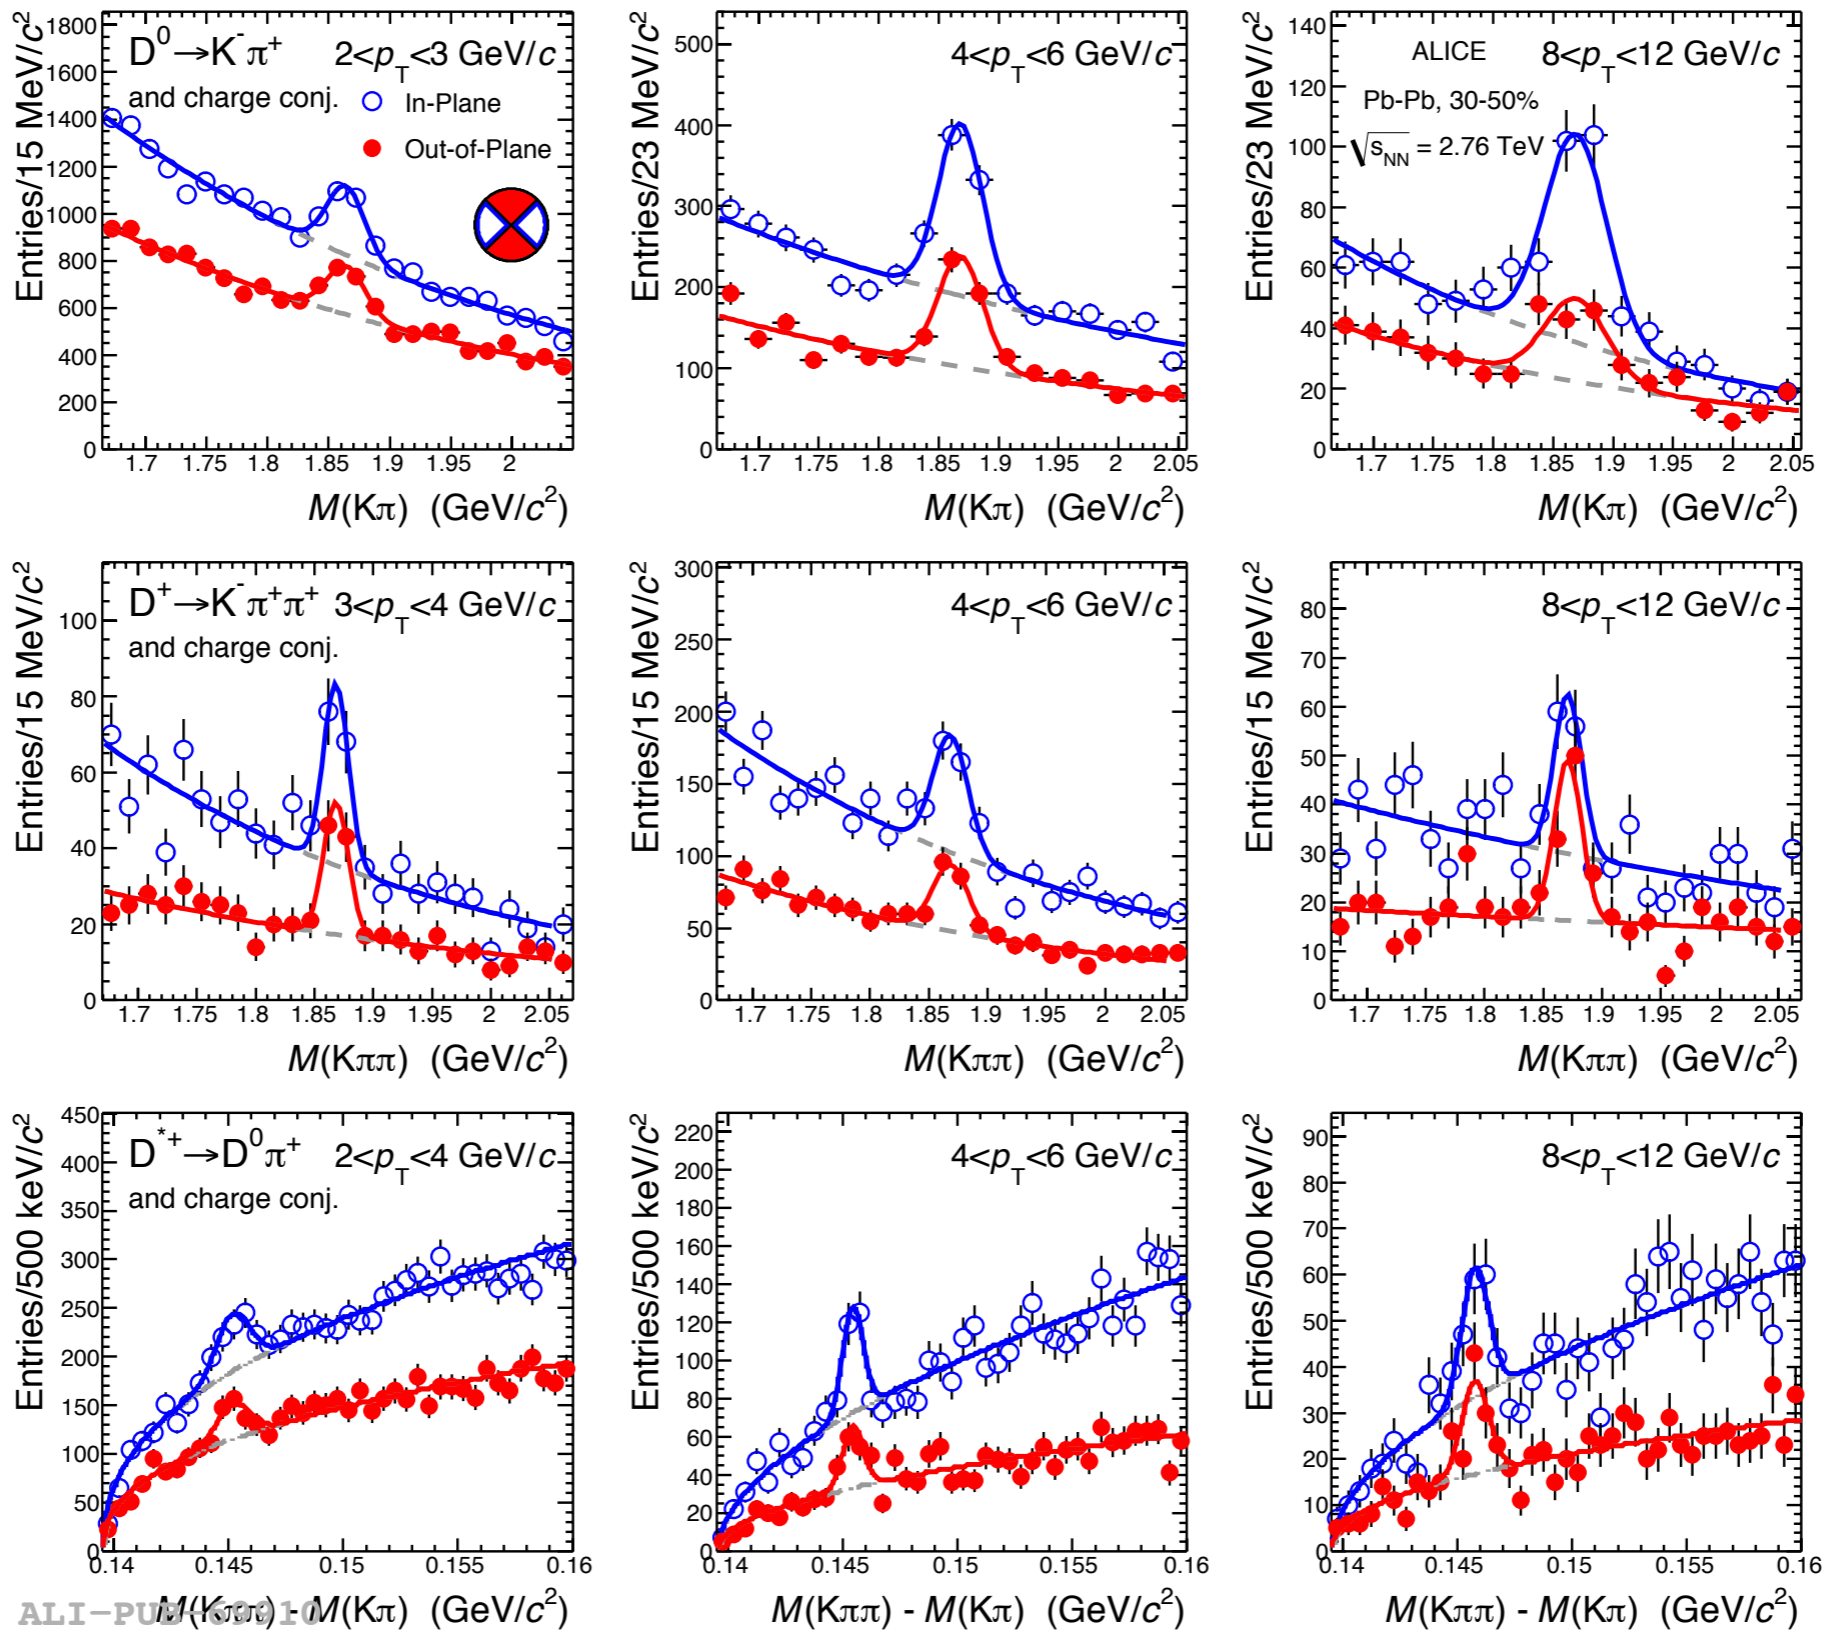 D⁰→K⁻π⁺ 2<p_T<3 GeV/c
and charge conj.
In-Plane
Out-of-Plane
Entries/15 MeV/c²
1800
1600
1400
1200
1000
800
600
400
200
0
1.7 1.75 1.8 1.85 1.9 1.95 2
M(Kπ) (GeV/c²)
4<p_T<6 GeV/c
Entries/23 MeV/c²
500
400
300
200
100
0
1.7 1.75 1.8 1.85 1.9 1.95 2 2.05
M(Kπ) (GeV/c²)
ALICE 8<p_T<12 GeV/c
Pb-Pb, 30-50%
√s_NN = 2.76 TeV
Entries/23 MeV/c²
140
120
100
80
60
40
20
0
1.7 1.75 1.8 1.85 1.9 1.95 2 2.05
M(Kπ) (GeV/c²)
D⁺→K⁻π⁺π⁺ 3<p_T<4 GeV/c
and charge conj.
Entries/15 MeV/c²
100
80
60
40
20
0
1.7 1.75 1.8 1.85 1.9 1.95 2 2.05
M(Kππ) (GeV/c²)
4<p_T<6 GeV/c
Entries/15 MeV/c²
300
250
200
150
100
50
0
1.7 1.75 1.8 1.85 1.9 1.95 2 2.05
M(Kππ) (GeV/c²)
8<p_T<12 GeV/c
Entries/15 MeV/c²
80
70
60
50
40
30
20
10
0
1.7 1.75 1.8 1.85 1.9 1.95 2 2.05
M(Kππ) (GeV/c²)
D*⁺→D⁰π⁺ 2<p_T<4 GeV/c
and charge conj.
Entries/500 keV/c²
450
400
350
300
250
200
150
100
50
0
0.14 0.145 0.15 0.155 0.16
M(Kππ) - M(Kπ) (GeV/c²)
4<p_T<6 GeV/c
Entries/500 keV/c²
220
200
180
160
140
120
100
80
60
40
20
0
0.14 0.145 0.15 0.155 0.16
M(Kππ) - M(Kπ) (GeV/c²)
8<p_T<12 GeV/c
Entries/500 keV/c²
90
80
70
60
50
40
30
20
10
0
0.14 0.145 0.15 0.155 0.16
M(Kππ) - M(Kπ) (GeV/c²)
ALI-PUB-69910